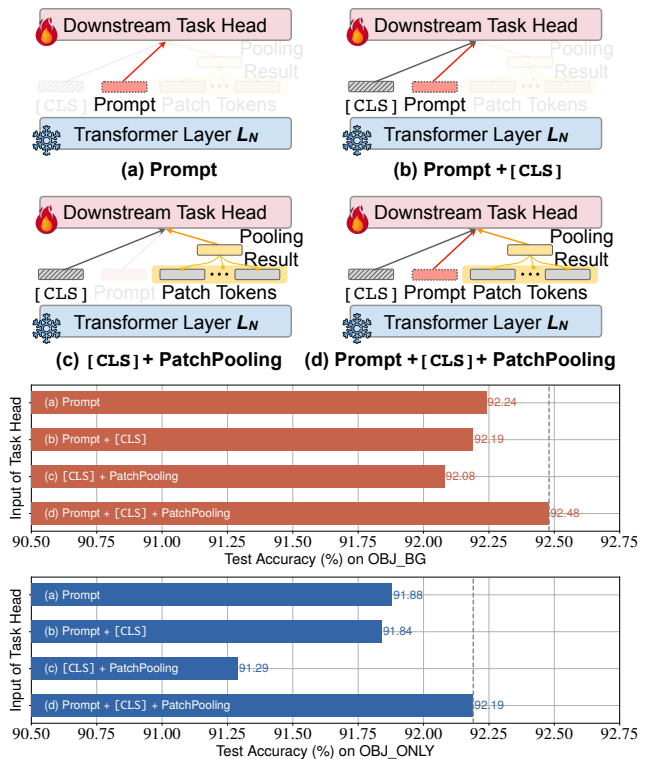 Downstream Task Head
Pooling
Result
[CLS] Prompt Patch Tokens
Transformer Layer L_N
(a) Prompt
Downstream Task Head
Pooling
Result
[CLS] Prompt Patch Tokens
Transformer Layer L_N
(b) Prompt + [CLS]
Downstream Task Head
Pooling
Result
[CLS] Prompt Patch Tokens
Transformer Layer L_N
(c) [CLS] + PatchPooling
Downstream Task Head
Pooling
Result
[CLS] Prompt Patch Tokens
Transformer Layer L_N
(d) Prompt + [CLS] + PatchPooling
Input of Task Head
(a) Prompt 92.24
(b) Prompt + [CLS] 92.19
(c) [CLS] + PatchPooling 92.08
(d) Prompt + [CLS] + PatchPooling 92.48
90.50 90.75 91.00 91.25 91.50 91.75 92.00 92.25 92.50 92.75
Test Accuracy (%) on OBJ_BG
Input of Task Head
(a) Prompt 91.88
(b) Prompt + [CLS] 91.84
(c) [CLS] + PatchPooling 91.29
(d) Prompt + [CLS] + PatchPooling 92.19
90.50 90.75 91.00 91.25 91.50 91.75 92.00 92.25 92.50 92.75
Test Accuracy (%) on OBJ_ONLY